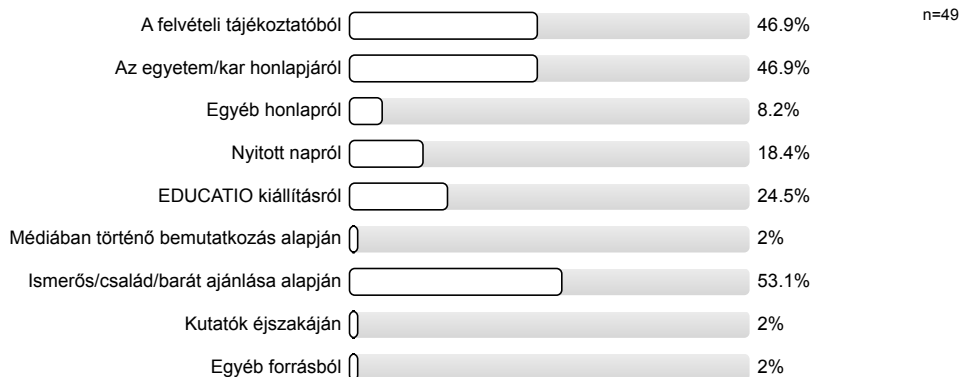 A felvételi tájékoztatóból 46.9% n=49
Az egyetem/kar honlapjáról 46.9%
Egyéb honlapról 8.2%
Nyitott napról 18.4%
EDUCATIO kiállításról 24.5%
Médiában történő bemutatkozás alapján 2%
Ismerős/család/barát ajánlása alapján 53.1%
Kutatók éjszakáján 2%
Egyéb forrásból 2%